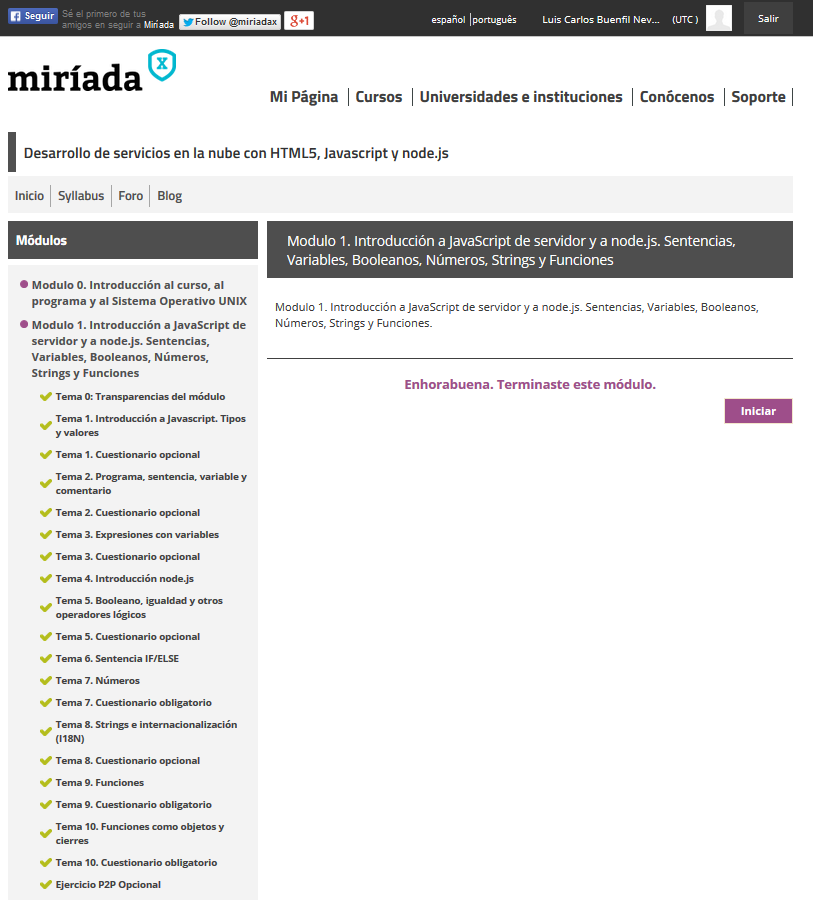 Seguir
Sé el primero de tus
amigos en seguir a Miríada
Follow @miriadax
g+1
español
português
Luis Carlos Buenfil Nev...
(UTC )
Salir
miríada X
Mi Página
Cursos
Universidades e instituciones
Conócenos
Soporte
Desarrollo de servicios en la nube con HTML5, Javascript y node.js
Inicio
Syllabus
Foro
Blog
Módulos
Modulo 0. Introducción al curso, al
programa y al Sistema Operativo UNIX
Modulo 1. Introducción a JavaScript de
servidor y a node.js. Sentencias,
Variables, Booleanos, Números,
Strings y Funciones
Tema 0: Transparencias del módulo
Tema 1. Introducción a Javascript. Tipos
y valores
Tema 1. Cuestionario opcional
Tema 2. Programa, sentencia, variable y
comentario
Tema 2. Cuestionario opcional
Tema 3. Expresiones con variables
Tema 3. Cuestionario opcional
Tema 4. Introducción node.js
Tema 5. Booleano, igualdad y otros
operadores lógicos
Tema 5. Cuestionario opcional
Tema 6. Sentencia IF/ELSE
Tema 7. Números
Tema 7. Cuestionario obligatorio
Tema 8. Strings e internacionalización
(I18N)
Tema 8. Cuestionario opcional
Tema 9. Funciones
Tema 9. Cuestionario obligatorio
Tema 10. Funciones como objetos y
cierres
Tema 10. Cuestionario obligatorio
Ejercicio P2P Opcional
Modulo 1. Introducción a JavaScript de servidor y a node.js. Sentencias,
Variables, Booleanos, Números, Strings y Funciones
Modulo 1. Introducción a JavaScript de servidor y a node.js. Sentencias, Variables, Booleanos,
Números, Strings y Funciones.
Enhorabuena. Terminaste este módulo.
Iniciar